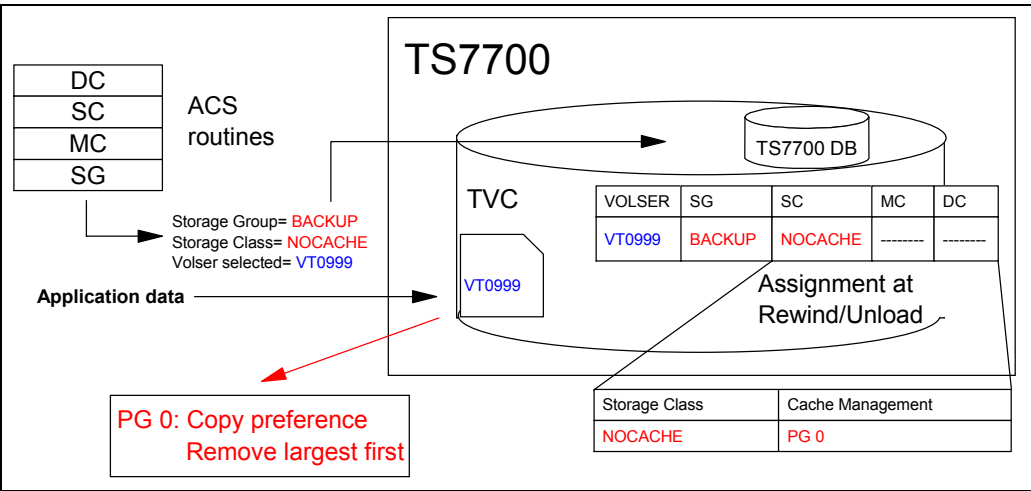 TS7700
DC
SC
MC
SG
ACS
routines
TS7700 DB
TVC
VOLSER SG SC MC DC
VT0999 BACKUP NOCACHE -------- --------
Storage Group= BACKUP
Storage Class= NOCACHE
Volser selected= VT0999
Application data
VT0999
Assignment at
Rewind/Unload
PG 0: Copy preference
Remove largest first
Storage Class Cache Management
NOCACHE PG 0